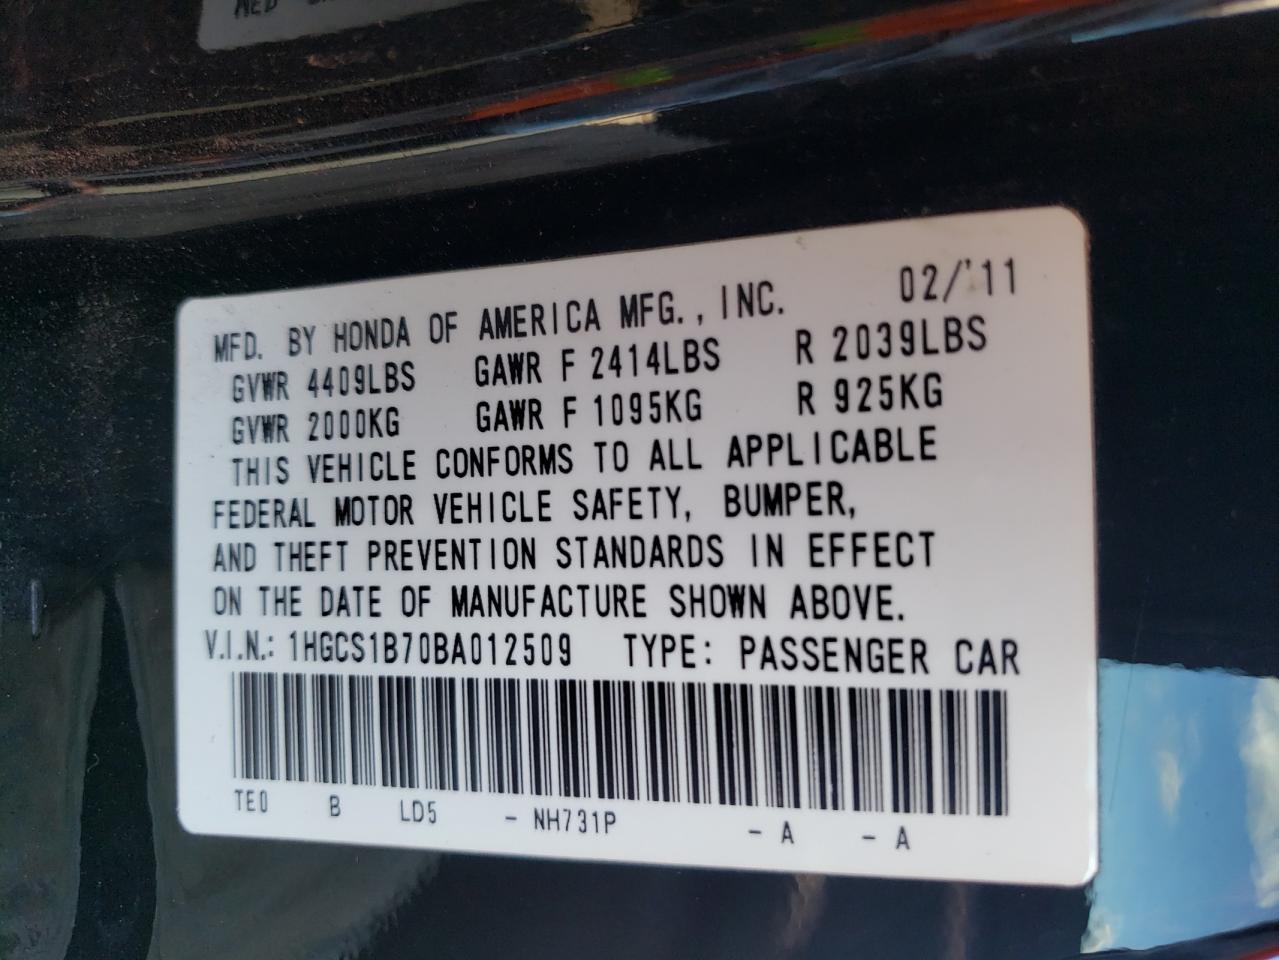 MFD. BY HONDA OF AMERICA MFG., INC. 02/'11
GVWR 4409LBS GAWR F 2414LBS R 2039LBS
GVWR 2000KG GAWR F 1095KG R 925KG
THIS VEHICLE CONFORMS TO ALL APPLICABLE
FEDERAL MOTOR VEHICLE SAFETY, BUMPER,
AND THEFT PREVENTION STANDARDS IN EFFECT
ON THE DATE OF MANUFACTURE SHOWN ABOVE.
V.I.N.: 1HGCS1B70BA012509 TYPE: PASSENGER CAR
TE0 B LD5 - NH731P - A - A